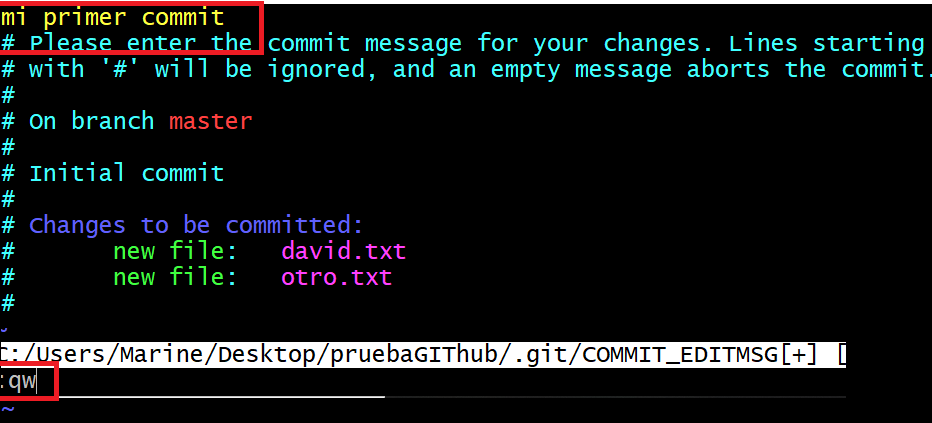 mi primer commit
# Please enter the commit message for your changes. Lines starting
# with '#' will be ignored, and an empty message aborts the commit.
#
# On branch master
#
# Initial commit
#
# Changes to be committed:
#       new file:   david.txt
#       new file:   otro.txt
#
~
C:/Users/Marine/Desktop/pruebaGIThub/.git/COMMIT_EDITMSG[+] [
:qw
~